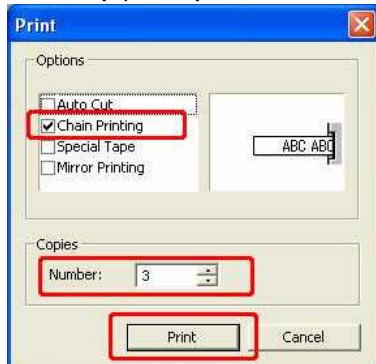 Print
Options
Auto Cut
Chain Printing
Special Tape
Mirror Printing
ABC ABC
Copies
Number: 3
Print Cancel